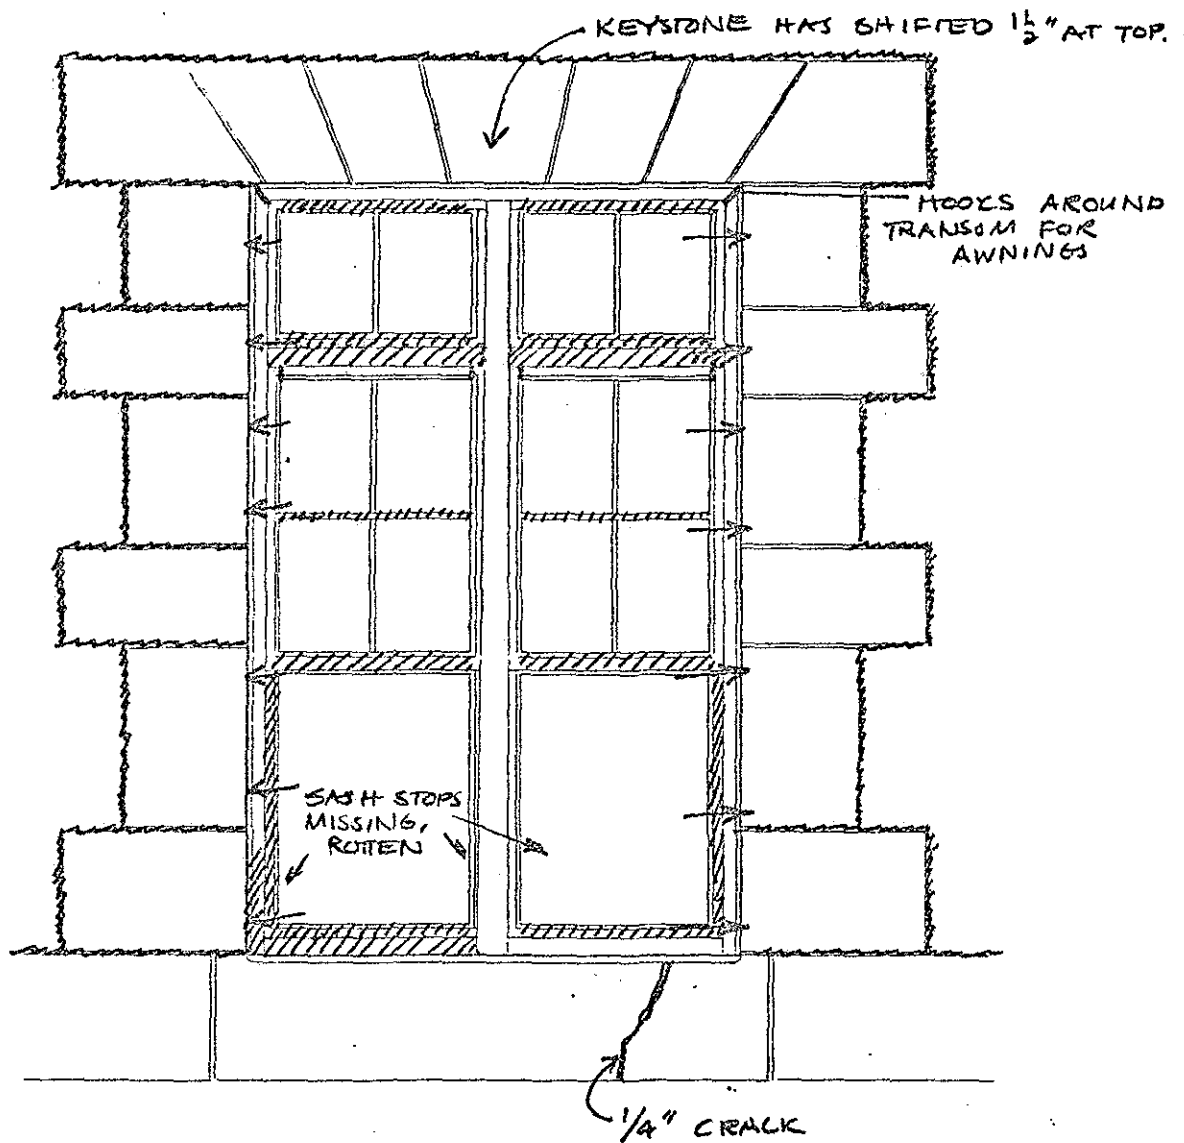 KEYSTONE HAS SHIFTED 1½" AT TOP.
HOOKS AROUND
TRANSOM FOR
AWNINGS
SASH STOPS
MISSING,
ROTTEN
1/4" CRACK